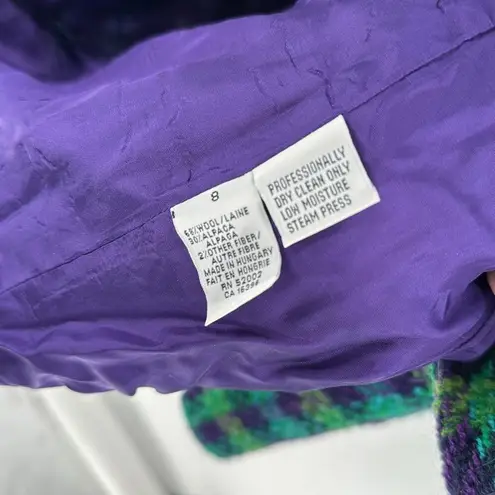 8
68%WOOL/LAINE
30%ALPACA
ALPAGA
2%OTHER FIBER/
AUTRE FIBRE
MADE IN HUNGARY
FAIT EN HONGRIE
RN 52002
CA 16396
PROFESSIONALLY
DRY CLEAN ONLY
LOW MOISTURE
STEAM PRESS